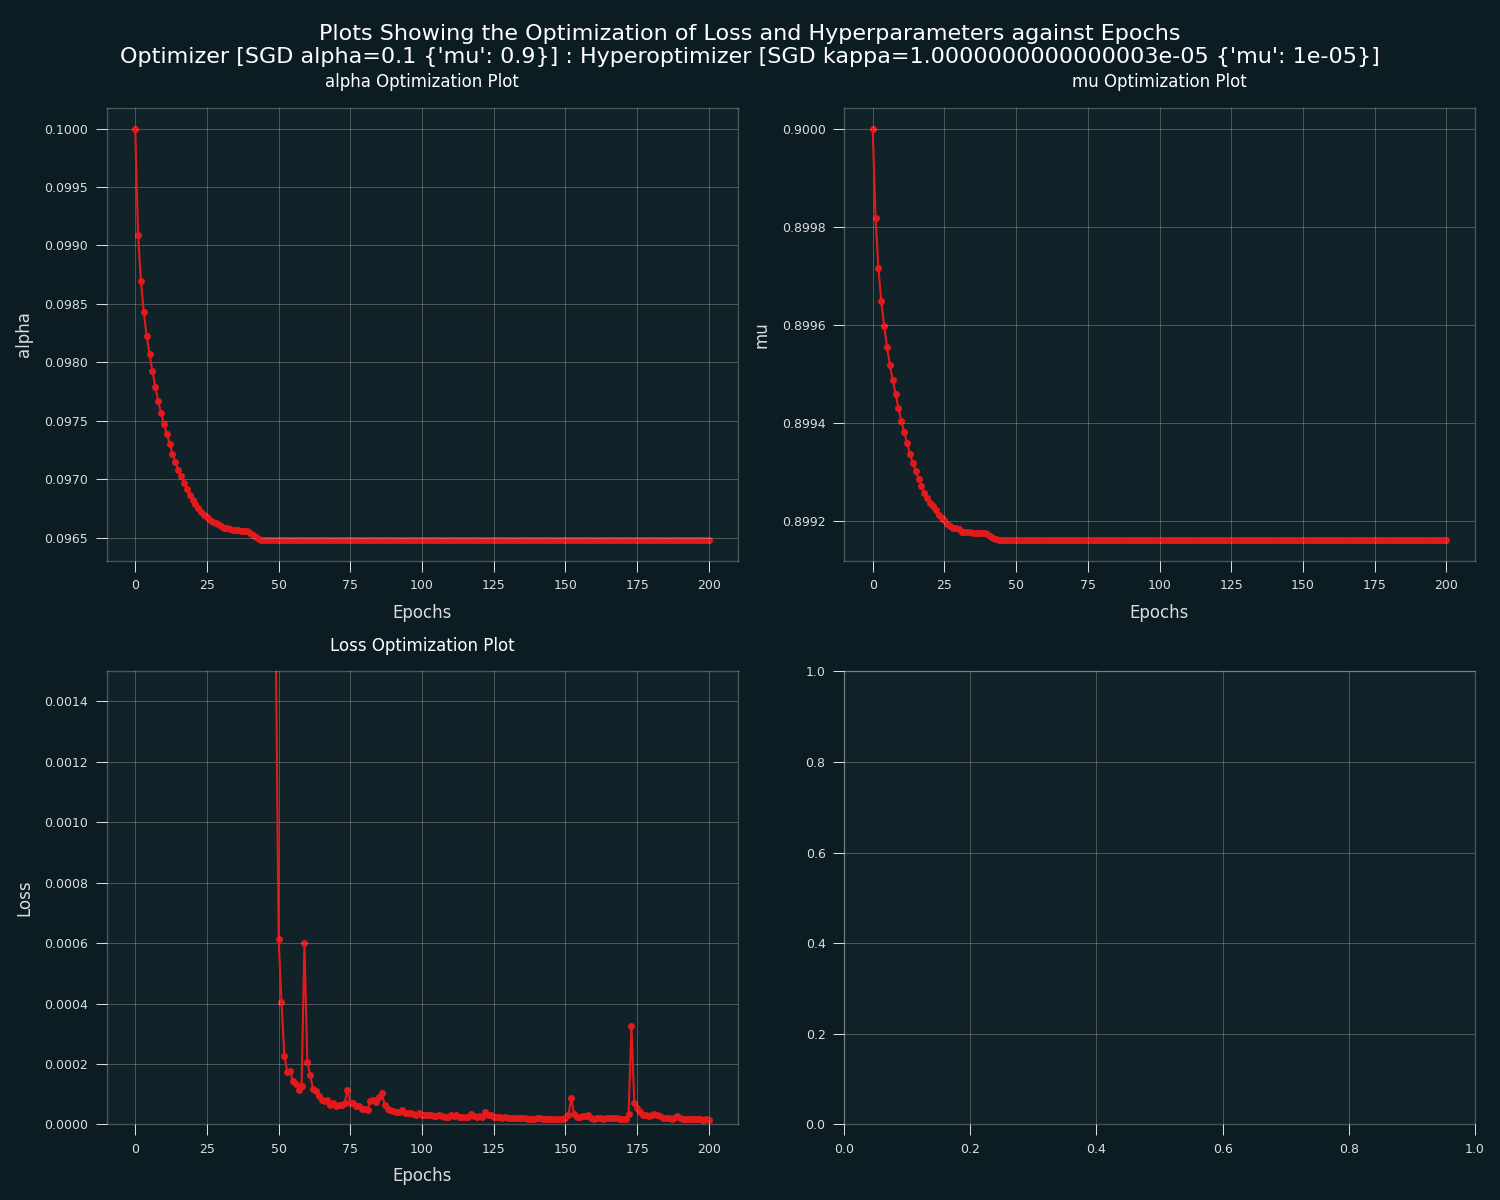 Plots Showing the Optimization of Loss and Hyperparameters against Epochs
Optimizer [SGD alpha=0.1 {'mu': 0.9}] : Hyperoptimizer [SGD kappa=1.0000000000000003e-05 {'mu': 1e-05}]
alpha Optimization Plot
0.1000
0.0995
0.0990
0.0985
0.0980
0.0975
0.0970
0.0965
alpha
0 25 50 75 100 125 150 175 200
Epochs
mu Optimization Plot
0.9000
0.8998
0.8996
0.8994
0.8992
mu
0 25 50 75 100 125 150 175 200
Epochs
Loss Optimization Plot
0.0014
0.0012
0.0010
0.0008
0.0006
0.0004
0.0002
0.0000
Loss
0 25 50 75 100 125 150 175 200
Epochs
1.0
0.8
0.6
0.4
0.2
0.0
0.0 0.2 0.4 0.6 0.8 1.0